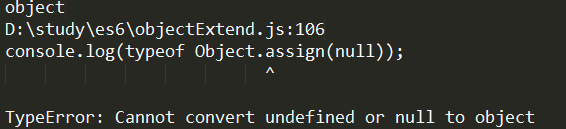 object
D:\study\es6\objectExtend.js:106
console.log(typeof Object.assign(null));
^
TypeError: Cannot convert undefined or null to object